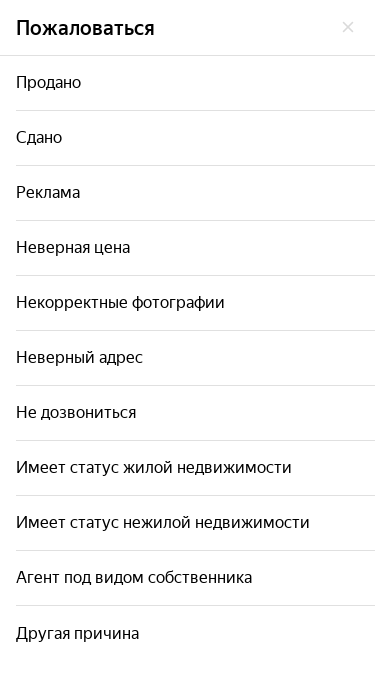 Пожаловаться
Продано
Сдано
Реклама
Неверная цена
Некорректные фотографии
Неверный адрес
Не дозвониться
Имеет статус жилой недвижимости
Имеет статус нежилой недвижимости
Агент под видом собственника
Другая причина